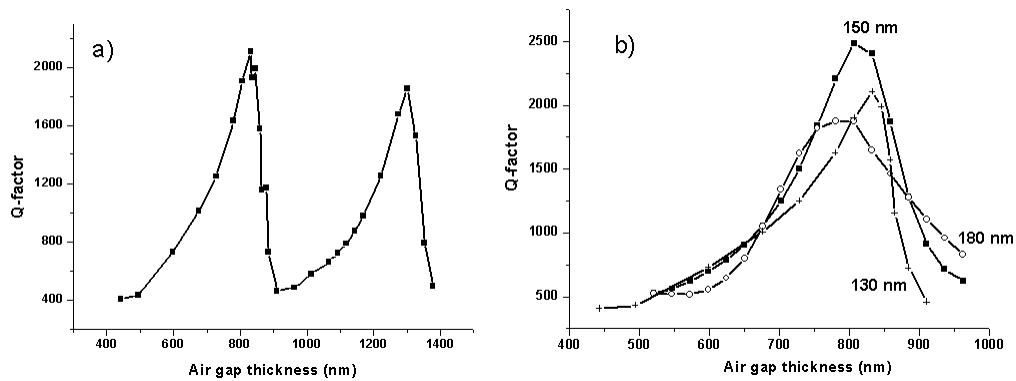 a)
Q-factor
2000
1600
1200
800
400
400 600 800 1000 1200 1400
Air gap thickness (nm)
b)
150 nm
180 nm
130 nm
Q-factor
2500
2000
1500
1000
500
400 500 600 700 800 900 1000
Air gap thickness (nm)